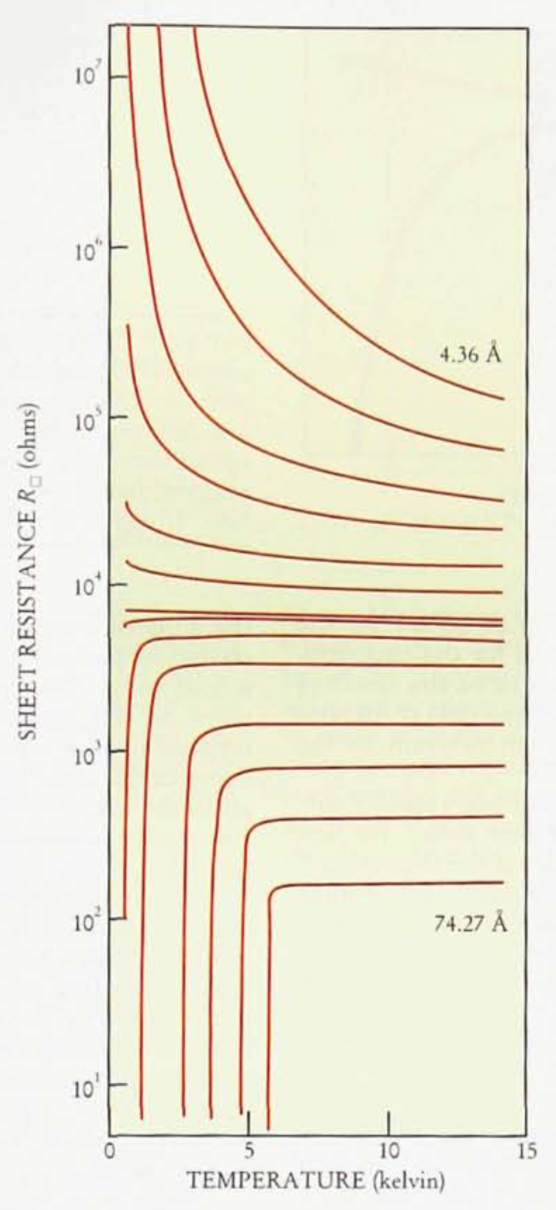 10⁷
10⁶
4.36 Å
10⁵
SHEET RESISTANCE R□ (ohms)
10⁴
10³
10²
74.27 Å
10¹
0 5 10 15
TEMPERATURE (kelvin)